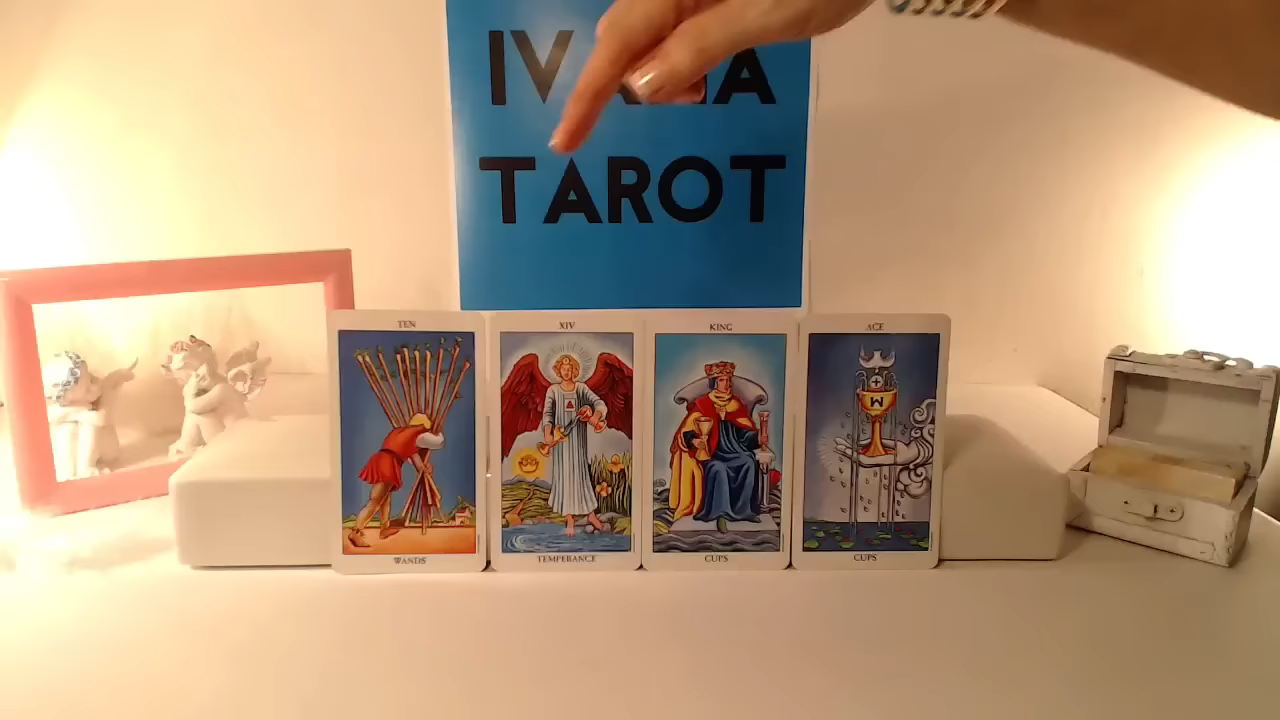 TAROT
TEN
XIV
KING
ACE
WANDS
TEMPERANCE
CUPS
CUPS